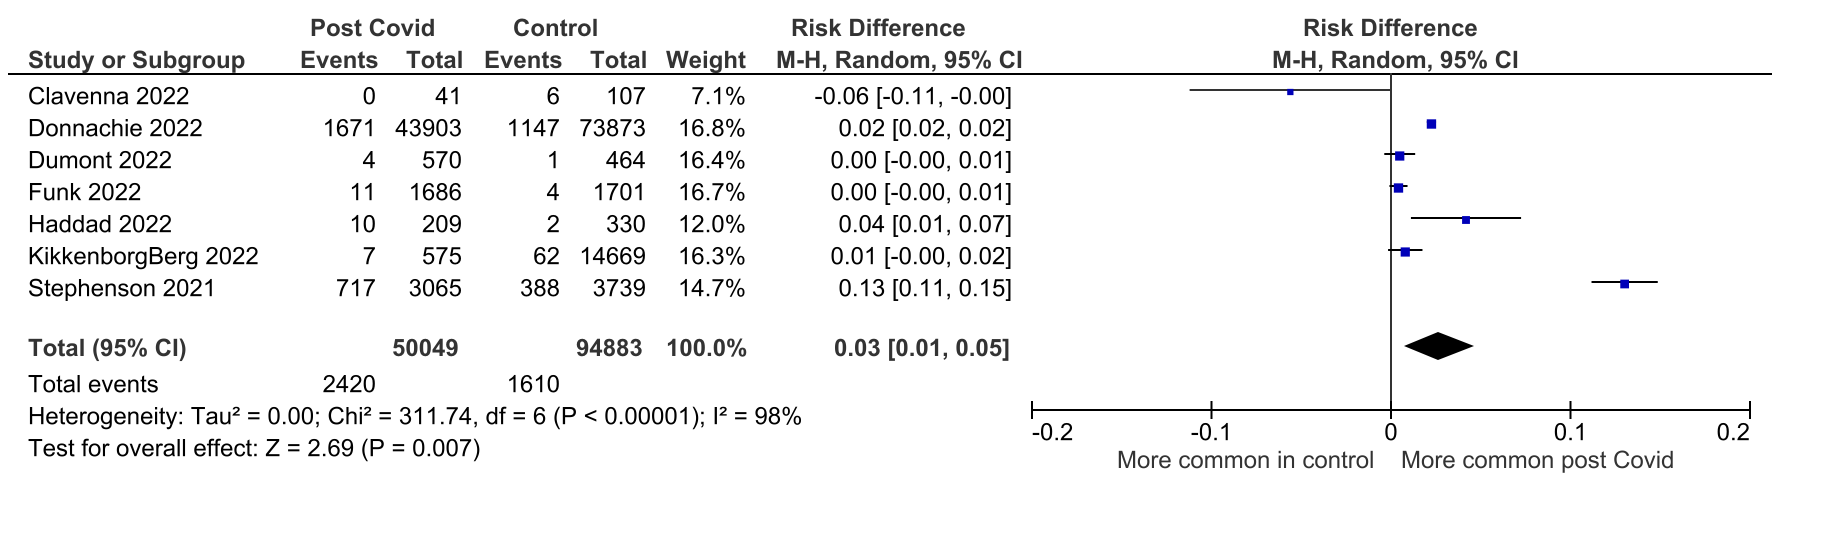 Post Covid Control Risk Difference Risk Difference
Study or Subgroup Events Total Events Total Weight M-H, Random, 95% CI M-H, Random, 95% CI
Clavenna 2022 0 41 6 107 7.1% -0.06 [-0.11, -0.00]
Donnachie 2022 1671 43903 1147 73873 16.8% 0.02 [0.02, 0.02]
Dumont 2022 4 570 1 464 16.4% 0.00 [-0.00, 0.01]
Funk 2022 11 1686 4 1701 16.7% 0.00 [-0.00, 0.01]
Haddad 2022 10 209 2 330 12.0% 0.04 [0.01, 0.07]
KikkenborgBerg 2022 7 575 62 14669 16.3% 0.01 [-0.00, 0.02]
Stephenson 2021 717 3065 388 3739 14.7% 0.13 [0.11, 0.15]
Total (95% CI) 50049 94883 100.0% 0.03 [0.01, 0.05]
Total events 2420 1610
Heterogeneity: Tau² = 0.00; Chi² = 311.74, df = 6 (P < 0.00001); I² = 98%
Test for overall effect: Z = 2.69 (P = 0.007)
-0.2 -0.1 0 0.1 0.2
More common in control More common post Covid